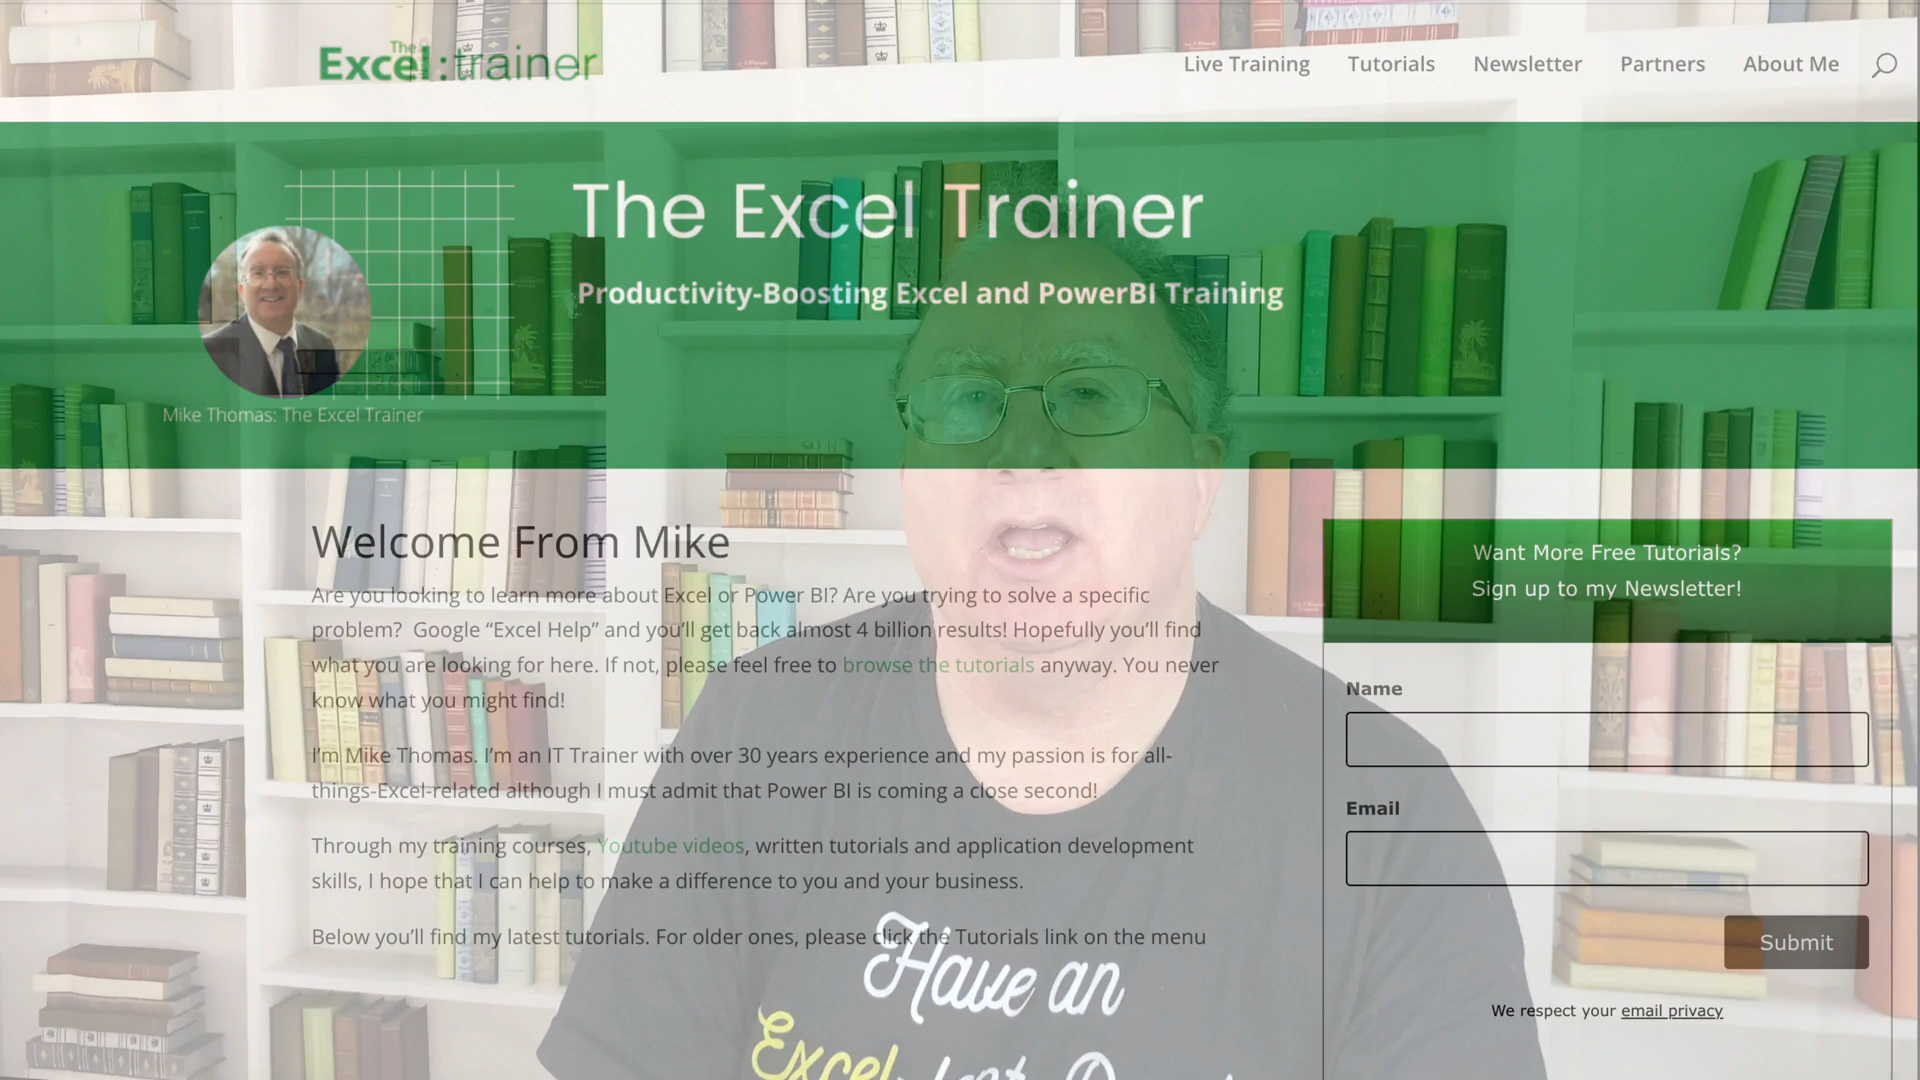 The
Excel:trainer
Live Training
Tutorials
Newsletter
Partners
About Me
The Excel Trainer
Productivity-Boosting Excel and PowerBI Training
Mike Thomas: The Excel Trainer
Welcome From Mike
Are you looking to learn more about Excel or Power BI? Are you trying to solve a specific
problem?  Google “Excel Help” and you’ll get back almost 4 billion results! Hopefully you’ll find
what you are looking for here. If not, please feel free to browse the tutorials anyway. You never
know what you might find!
I’m Mike Thomas. I’m an IT Trainer with over 30 years experience and my passion is for all-
things-Excel-related although I must admit that Power BI is coming a close second!
Through my training courses, Youtube videos, written tutorials and application development
skills, I hope that I can help to make a difference to you and your business.
Below you’ll find my latest tutorials. For older ones, please click the Tutorials link on the menu
Want More Free Tutorials?
Sign up to my Newsletter!
Name
Email
Submit
We respect your email privacy
Have an
Excel